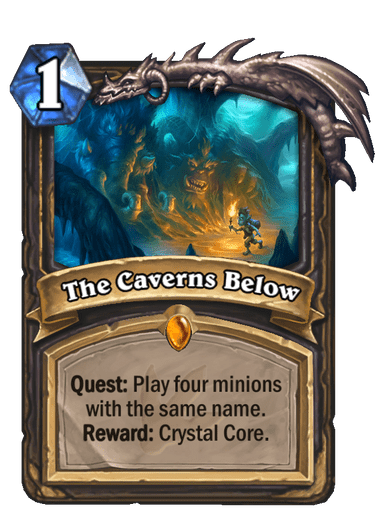 1
The Caverns Below
Quest: Play four minions
with the same name.
Reward: Crystal Core.